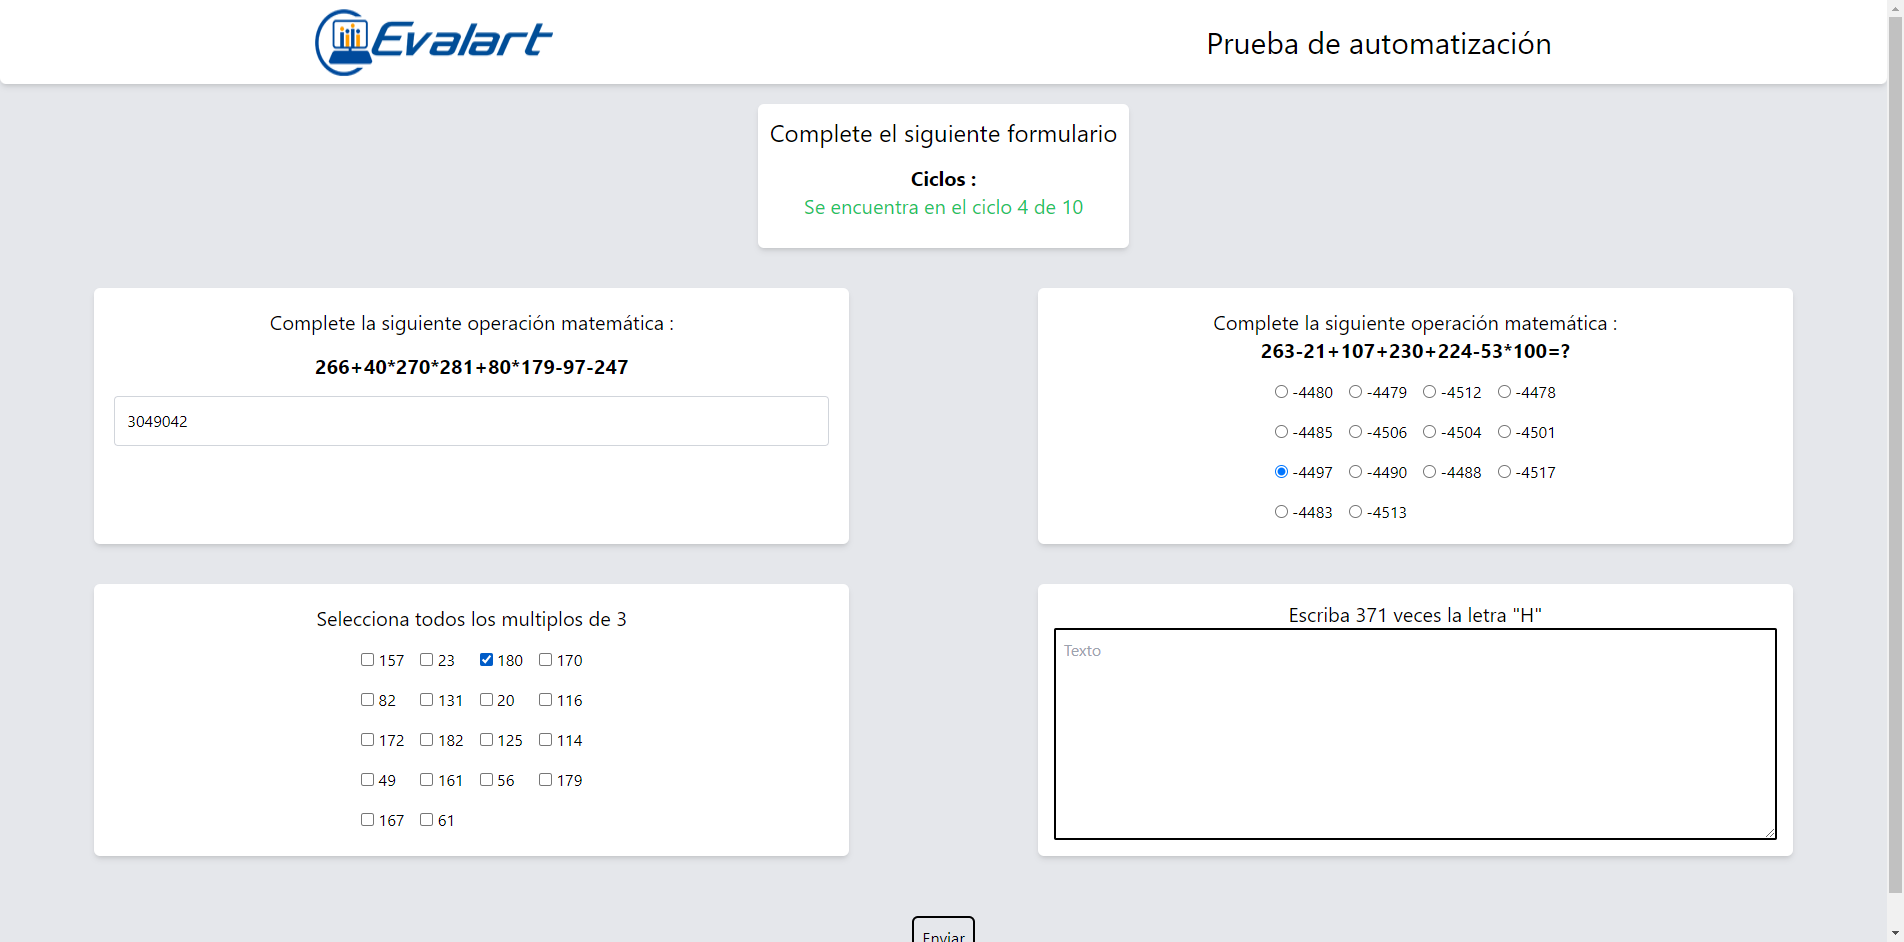 Evalart
Prueba de automatización
Complete el siguiente formulario
Ciclos :
Se encuentra en el ciclo 4 de 10
Complete la siguiente operación matemática :
266+40*270*281+80*179-97-247
3049042
Complete la siguiente operación matemática :
263-21+107+230+224-53*100=?
-4480 -4479 -4512 -4478
-4485 -4506 -4504 -4501
-4497 -4490 -4488 -4517
-4483 -4513
Selecciona todos los multiplos de 3
157 23 180 170
82 131 20 116
172 182 125 114
49 161 56 179
167 61
Escriba 371 veces la letra "H"
Texto
Enviar